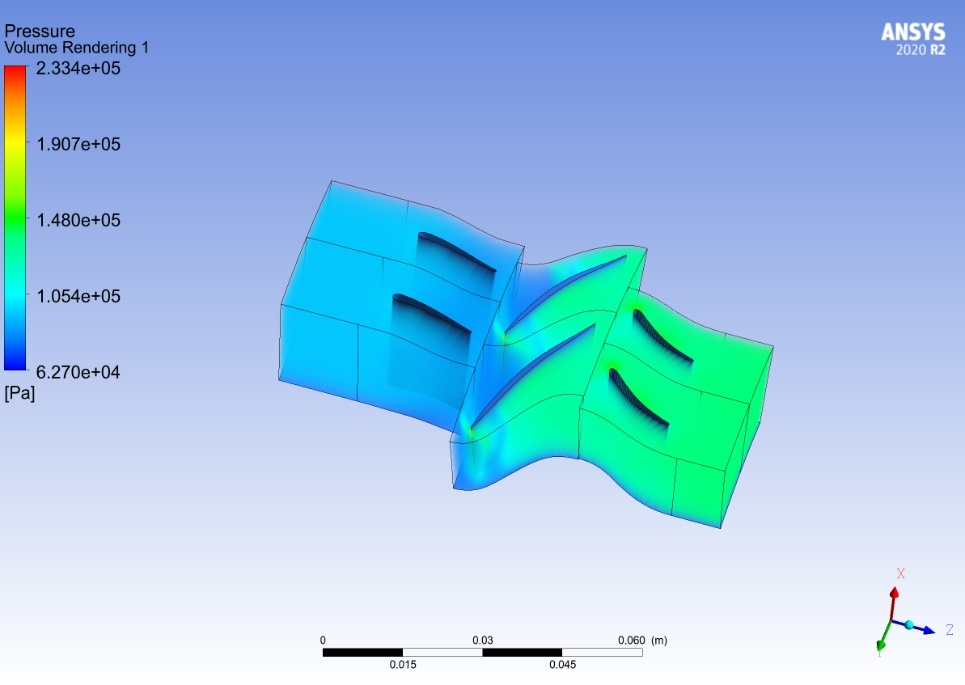 Pressure
Volume Rendering 1
2.334e+05
1.907e+05
1.480e+05
1.054e+05
6.270e+04
[Pa]
ANSYS
2020 R2
0 0.03 0.060 (m)
0.015 0.045
X
Z